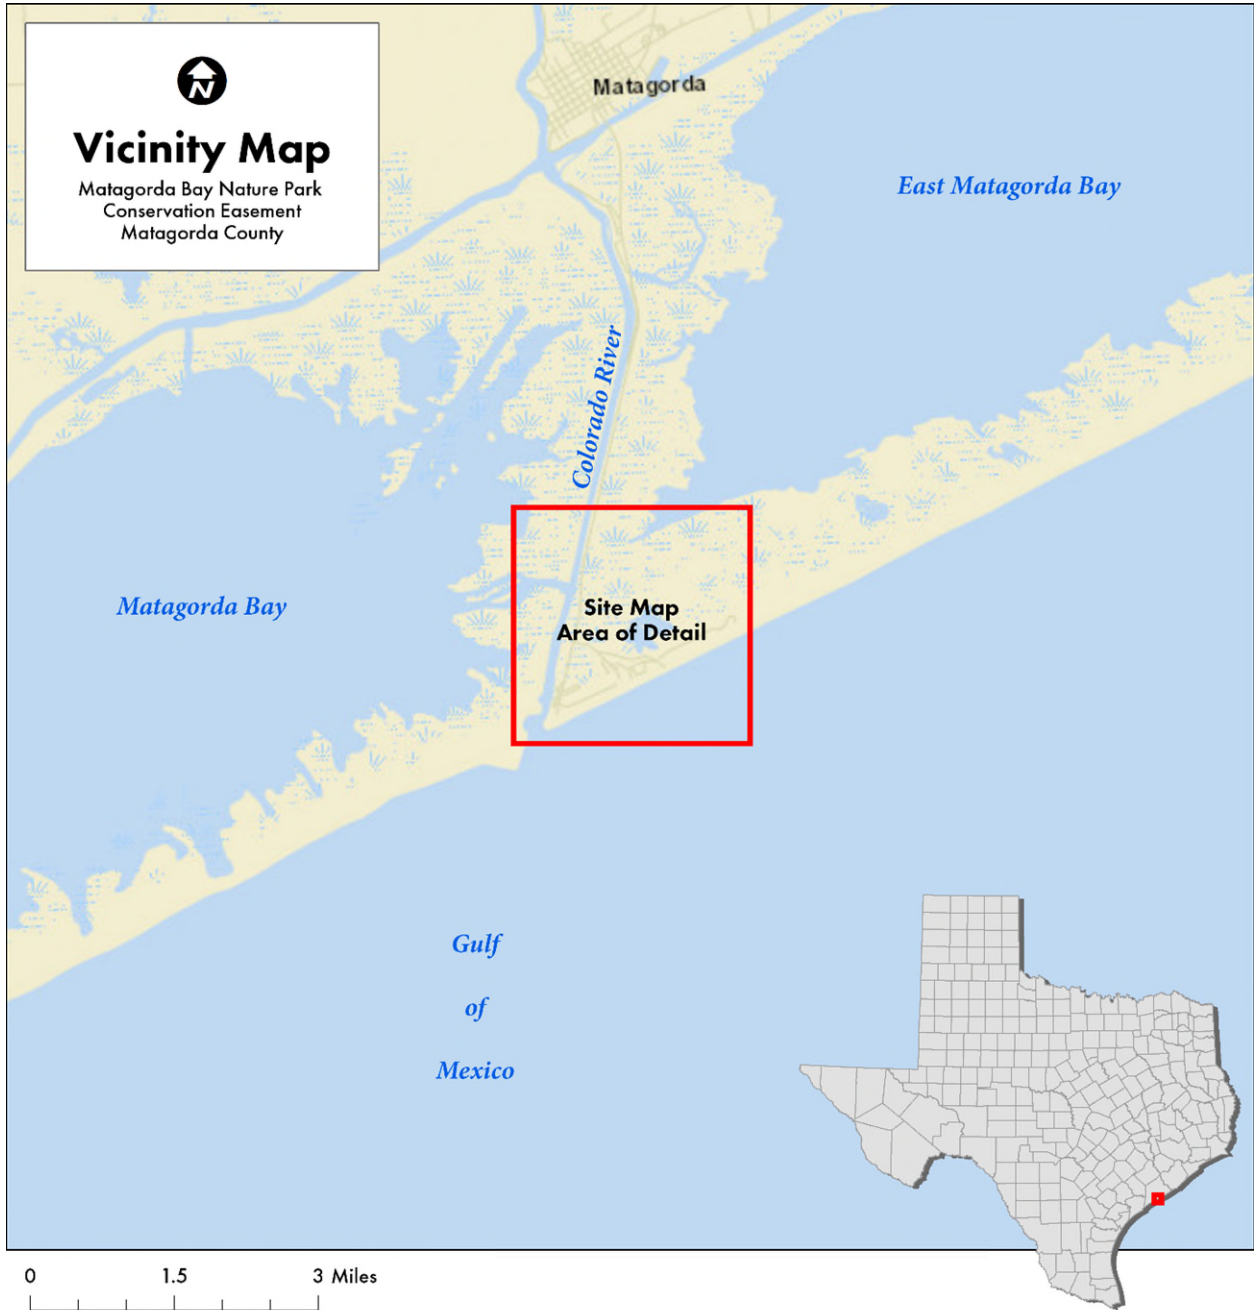 N
Vicinity Map
Matagorda Bay Nature Park
Conservation Easement
Matagorda County
Matagorda
East Matagorda Bay
Colorado River
Matagorda Bay
Site Map
Area of Detail
Gulf
of
Mexico
0 1.5 3 Miles